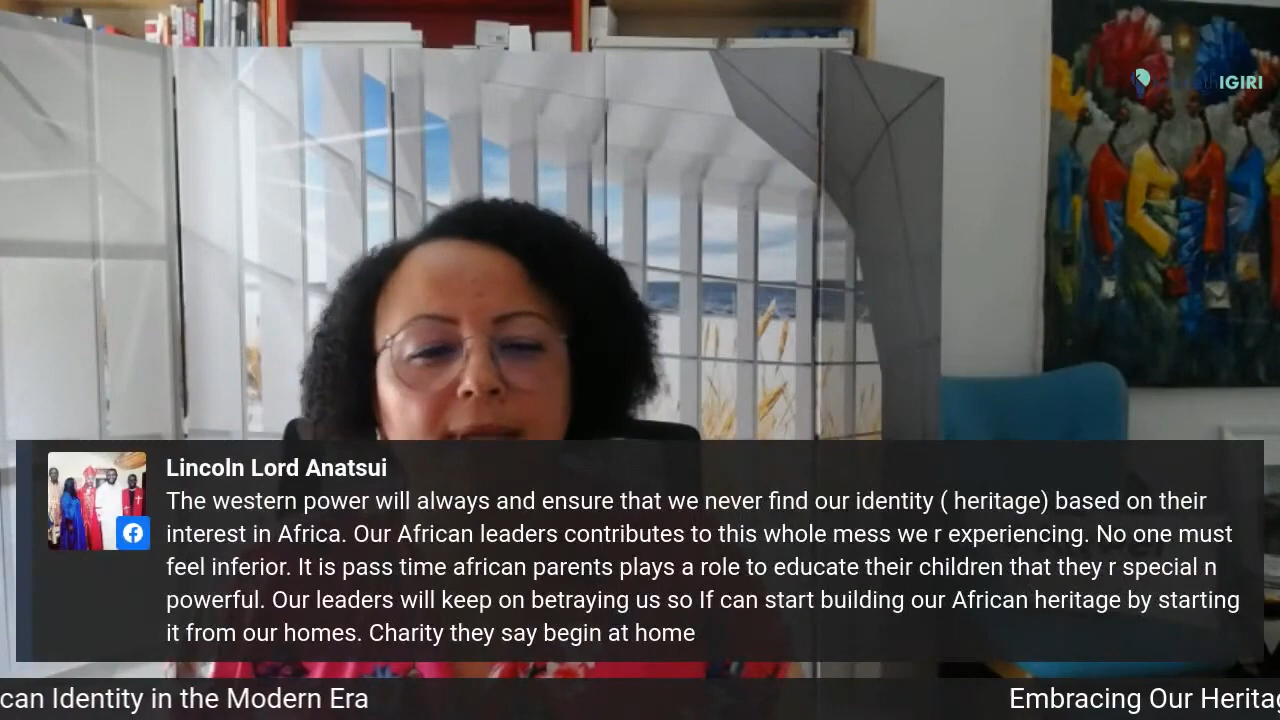 IGIRI
Lincoln Lord Anatsui
The western power will always and ensure that we never find our identity ( heritage) based on their
interest in Africa. Our African leaders contributes to this whole mess we r experiencing. No one must
feel inferior. It is pass time african parents plays a role to educate their children that they r special n
powerful. Our leaders will keep on betraying us so If can start building our African heritage by starting
it from our homes. Charity they say begin at home
can Identity in the Modern Era
Embracing Our Heritag